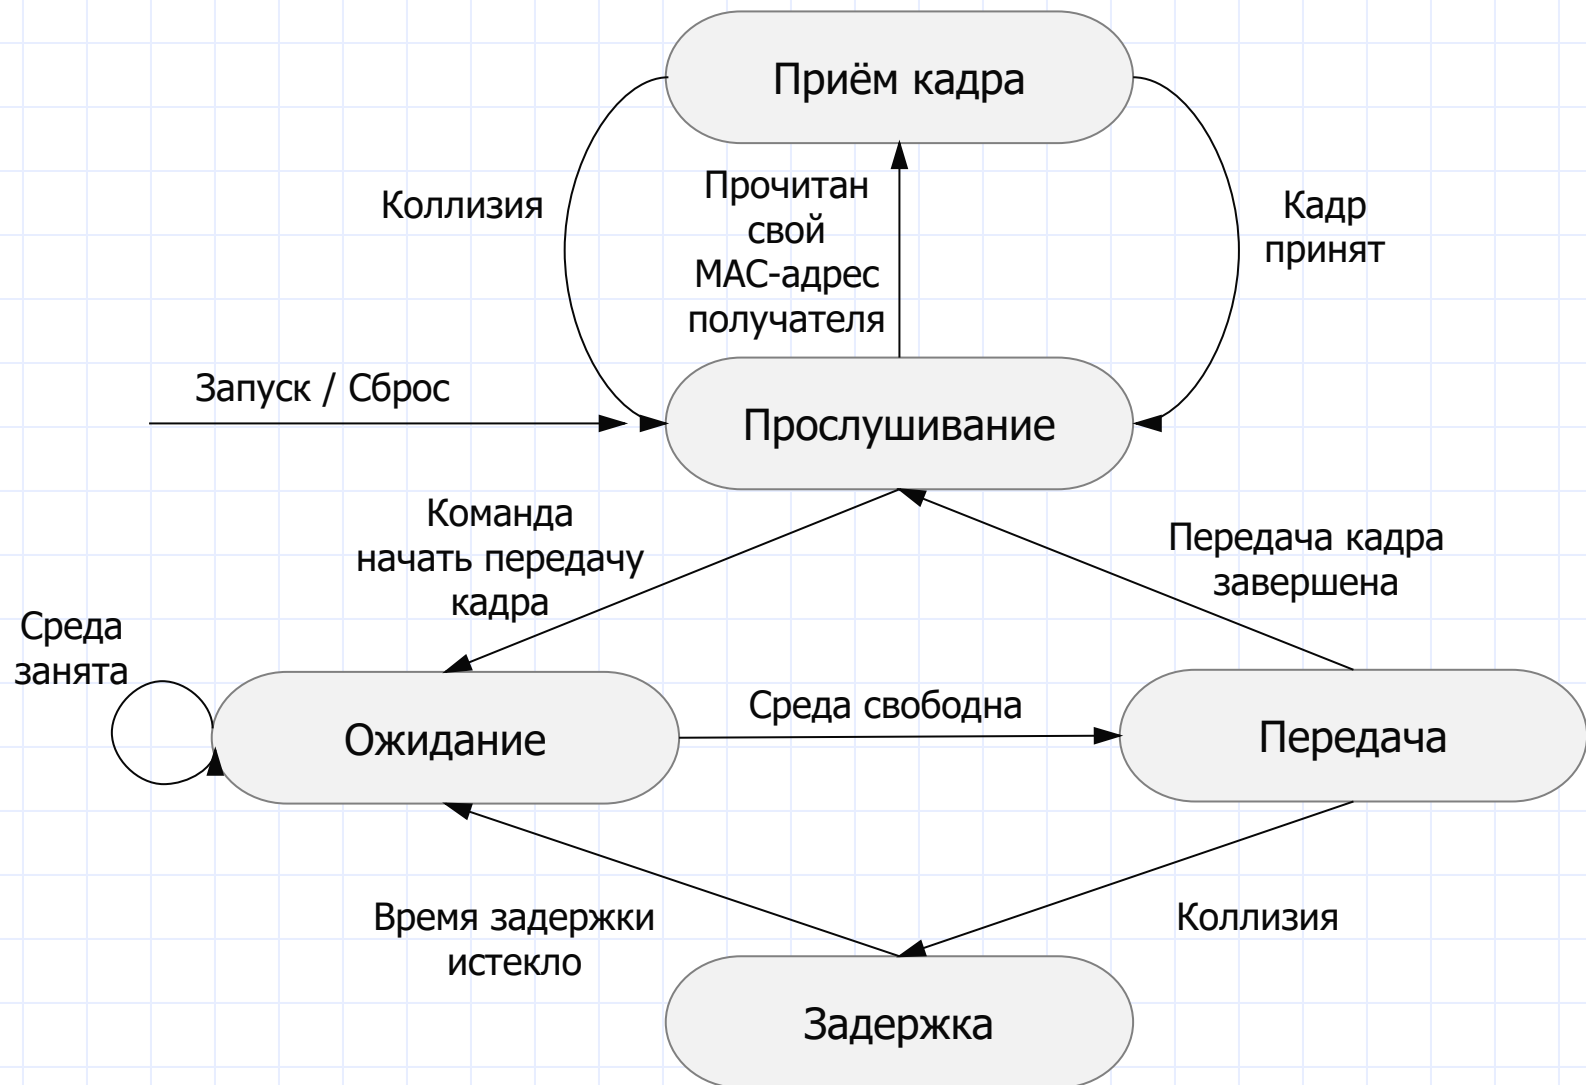 Приём кадра
Коллизия
Прочитан
свой
МАС-адрес
получателя
Кадр
принят
Запуск / Сброс
Прослушивание
Команда
начать передачу
кадра
Передача кадра
завершена
Среда
занята
Ожидание
Среда свободна
Передача
Время задержки
истекло
Коллизия
Задержка